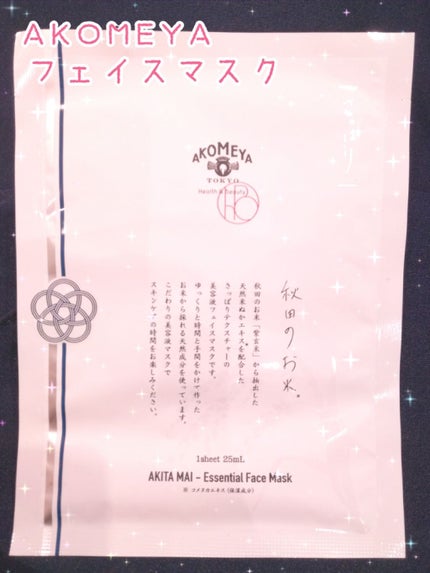 AKOMEYA
フェイスマスク
AKOMEYA
TOKYO
Health & Beauty
秋田のお米。
秋田のお米「紫玄米」から抽出した
天然米ぬかエキス※を配合した
さっぱりテクスチャーの
美容液フェイスマスクです。
ゆっくりと時間と手間をかけて作った
お米から採れる天然成分を使っています。
こだわりの美容液マスクで
スキンケアの時間をお楽しみください。
1sheet 25mL
AKITA MAI – Essential Face Mask
※ コメヌカエキス(保湿成分)